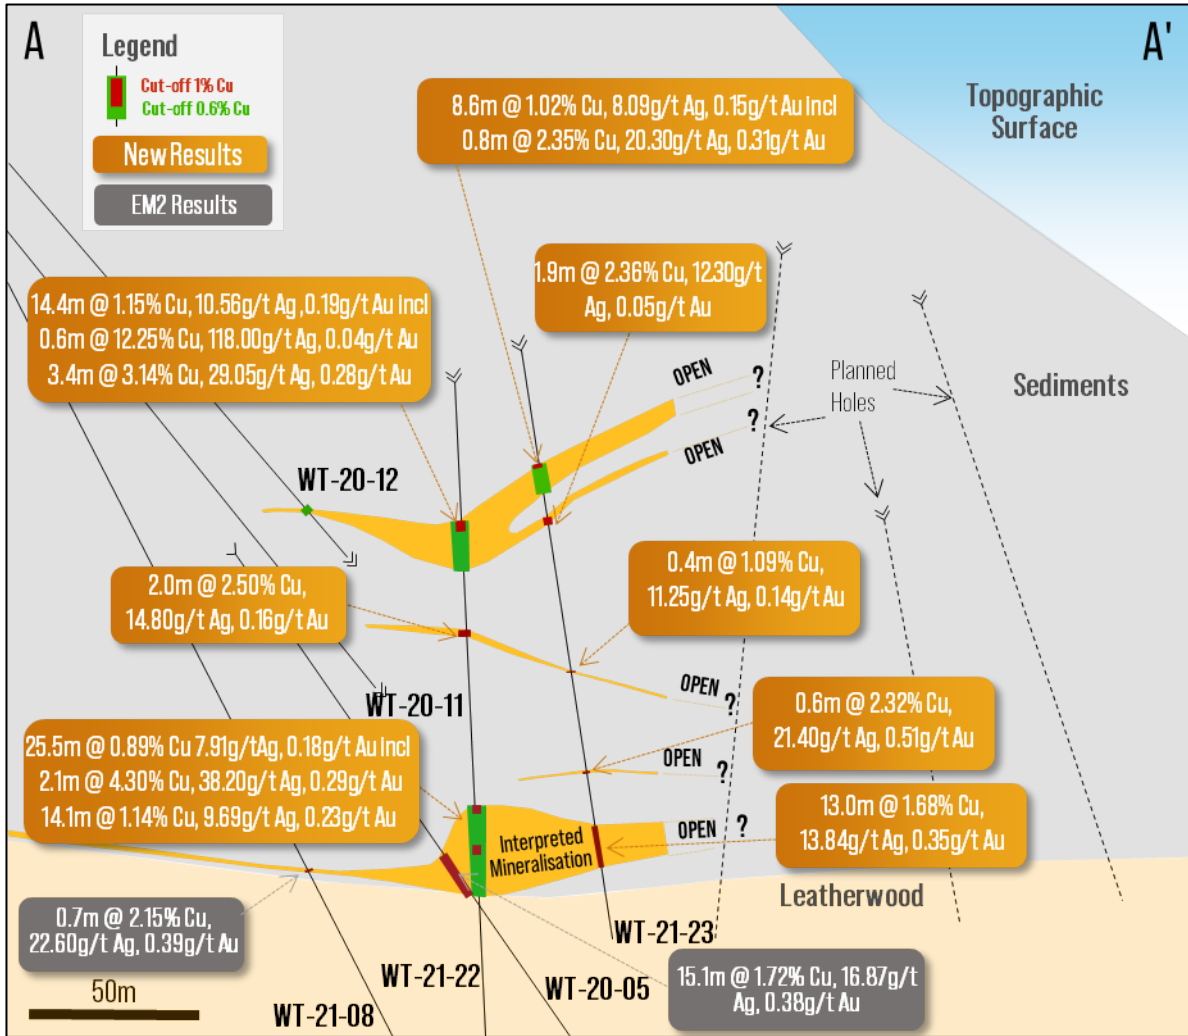 A
A'
Legend
Cut-off 1% Cu
Cut-off 0.6% Cu
New Results
EM2 Results
Topographic
Surface
8.6m @ 1.02% Cu, 8.09g/t Ag, 0.15g/t Au incl
0.8m @ 2.35% Cu, 20.30g/t Ag, 0.31g/t Au
1.9m @ 2.36% Cu, 12.30g/t
Ag, 0.05g/t Au
14.4m @ 1.15% Cu, 10.56g/t Ag ,0.19g/t Au incl
0.6m @ 12.25% Cu, 118.00g/t Ag, 0.04g/t Au
3.4m @ 3.14% Cu, 29.05g/t Ag, 0.28g/t Au
OPEN
?
Planned
Holes
Sediments
OPEN
?
WT-20-12
2.0m @ 2.50% Cu,
14.80g/t Ag, 0.16g/t Au
0.4m @ 1.09% Cu,
11.25g/t Ag, 0.14g/t Au
OPEN
?
WT-20-11
0.6m @ 2.32% Cu,
21.40g/t Ag, 0.51g/t Au
25.5m @ 0.89% Cu 7.91g/tAg, 0.18g/t Au incl
2.1m @ 4.30% Cu, 38.20g/t Ag, 0.29g/t Au
14.1m @ 1.14% Cu, 9.69g/t Ag, 0.23g/t Au
OPEN
?
13.0m @ 1.68% Cu,
13.84g/t Ag, 0.35g/t Au
OPEN
?
Interpreted
Mineralisation
Leatherwood
0.7m @ 2.15% Cu,
22.60g/t Ag, 0.39g/t Au
WT-21-23
15.1m @ 1.72% Cu, 16.87g/t
Ag, 0.38g/t Au
WT-21-22
WT-20-05
50m
WT-21-08